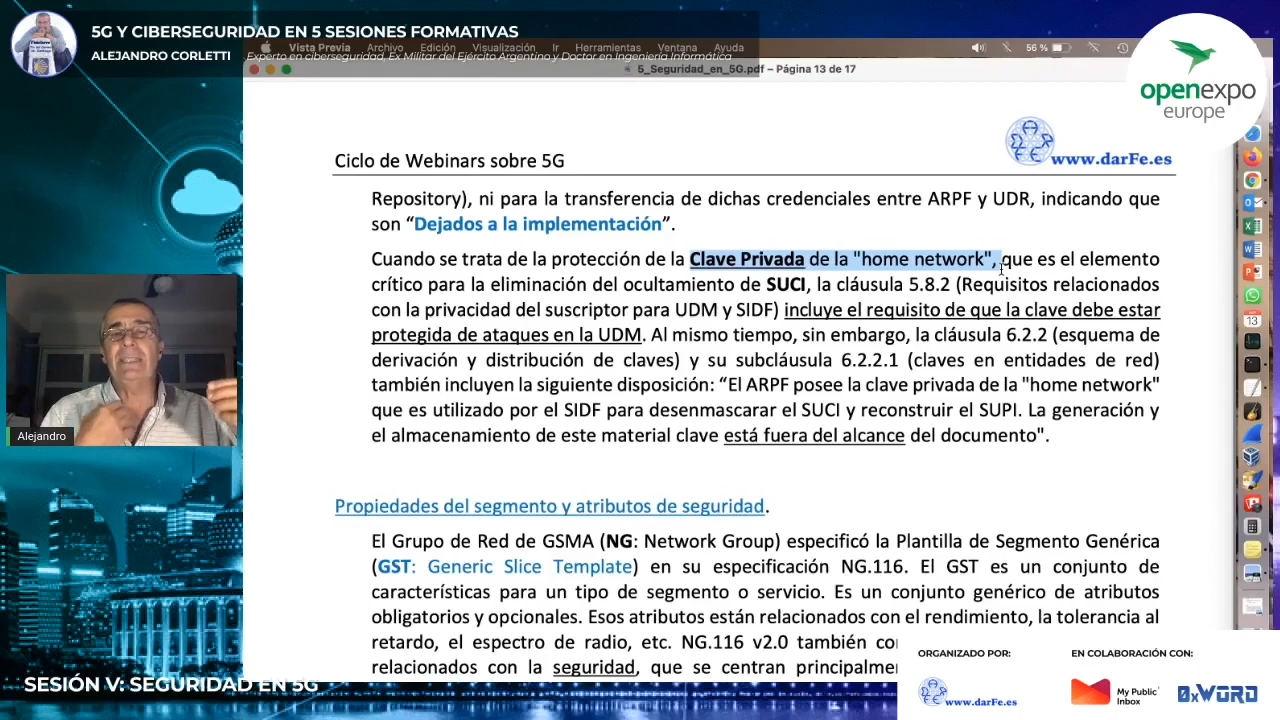 5G Y CIBERSEGURIDAD EN 5 SESIONES FORMATIVAS
ALEJANDRO CORLETTI Experto en ciberseguridad, Ex Militar del Ejército Argentino y Doctor en Ingeniería Informática
Vista Previa Archivo Edición Visualización Ir Herramientas Ventana Ayuda
56 %
5_Seguridad_en_5G.pdf – Página 13 de 17
openexpo
europe
Ciclo de Webinars sobre 5G
www.darFe.es
Repository), ni para la transferencia de dichas credenciales entre ARPF y UDR, indicando que
son “Dejados a la implementación”.
Cuando se trata de la protección de la Clave Privada de la "home network", que es el elemento
crítico para la eliminación del ocultamiento de SUCI, la cláusula 5.8.2 (Requisitos relacionados
con la privacidad del suscriptor para UDM y SIDF) incluye el requisito de que la clave debe estar
protegida de ataques en la UDM. Al mismo tiempo, sin embargo, la cláusula 6.2.2 (esquema de
derivación y distribución de claves) y su subcláusula 6.2.2.1 (claves en entidades de red)
también incluyen la siguiente disposición: “El ARPF posee la clave privada de la "home network"
que es utilizado por el SIDF para desenmascarar el SUCI y reconstruir el SUPI. La generación y
el almacenamiento de este material clave está fuera del alcance del documento".
Propiedades del segmento y atributos de seguridad.
El Grupo de Red de GSMA (NG: Network Group) especificó la Plantilla de Segmento Genérica
(GST: Generic Slice Template) en su especificación NG.116. El GST es un conjunto de
características para un tipo de segmento o servicio. Es un conjunto genérico de atributos
obligatorios y opcionales. Esos atributos están relacionados con el rendimiento, la tolerancia al
retardo, el espectro de radio, etc. NG.116 v2.0 también
relacionados con la seguridad, que se centran
Alejandro
13
SESIÓN V: SEGURIDAD EN 5G
ORGANIZADO POR:
www.darFe.es
EN COLABORACIÓN CON:
My Public
Inbox
0xWORD